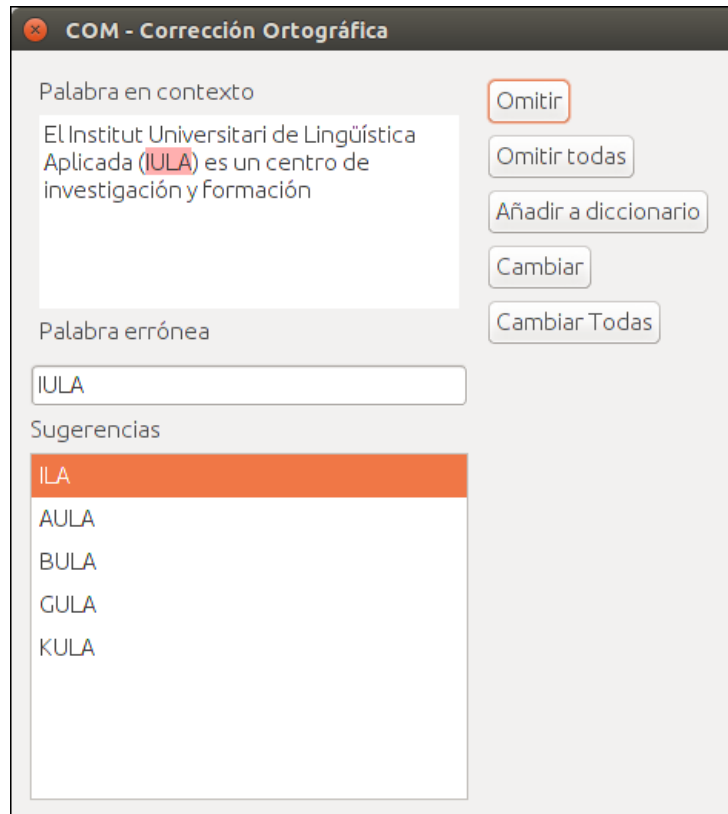 COM - Corrección Ortográfica
Palabra en contexto
El Institut Universitari de Lingüística
Aplicada (IULA) es un centro de
investigación y formación
Omitir
Omitir todas
Añadir a diccionario
Cambiar
Cambiar Todas
Palabra errónea
IULA
Sugerencias
ILA
AULA
BULA
GULA
KULA